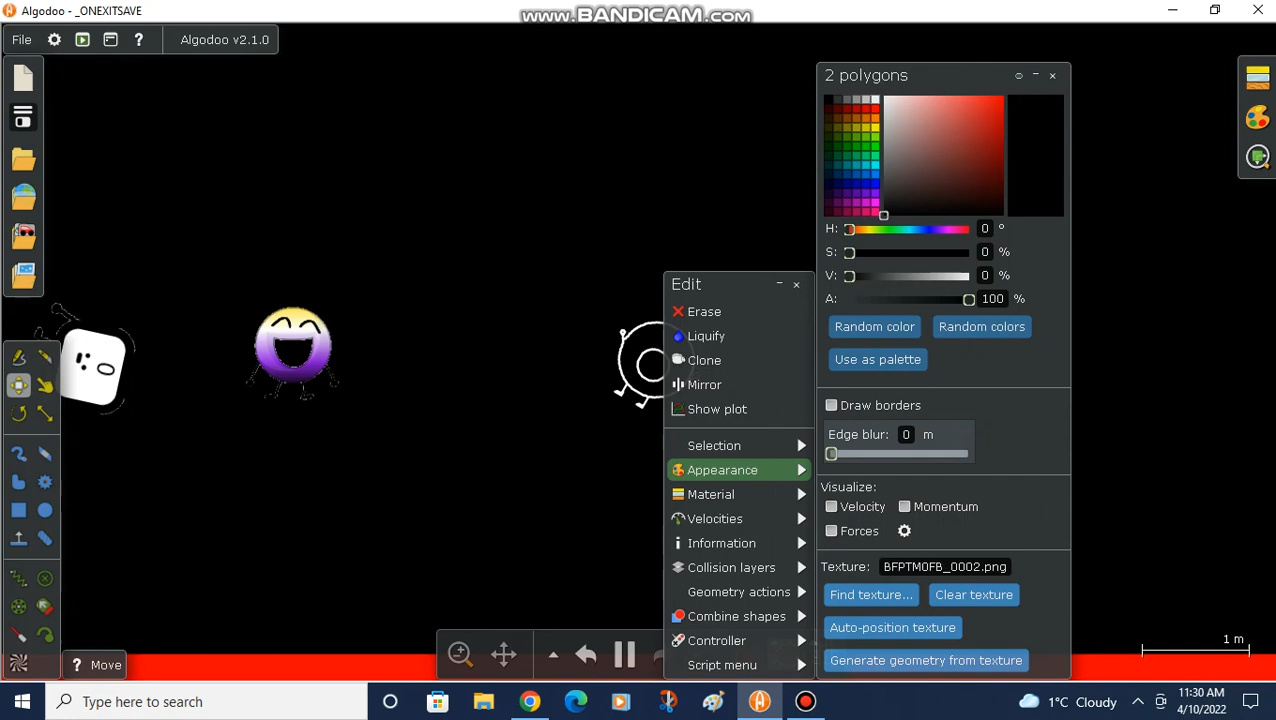 Algodoo - _ONEXITSAVE
www.BANDICAM.com
File ? Algodoo v2.1.0
2 polygons
H: 0 °
S: 0 %
V: 0 %
A: 100 %
Random color Random colors
Use as palette
Draw borders
Edge blur: 0 m
Visualize:
Velocity Momentum
Forces
Texture: BFPTM0FB_0002.png
Find texture... Clear texture
Auto-position texture
Generate geometry from texture
Edit
Erase
Liquify
Clone
Mirror
Show plot
Selection
Appearance
Material
Velocities
Information
Collision layers
Geometry actions
Combine shapes
Controller
Script menu
1 m
? Move
Type here to search
1°C Cloudy
11:30 AM
4/10/2022